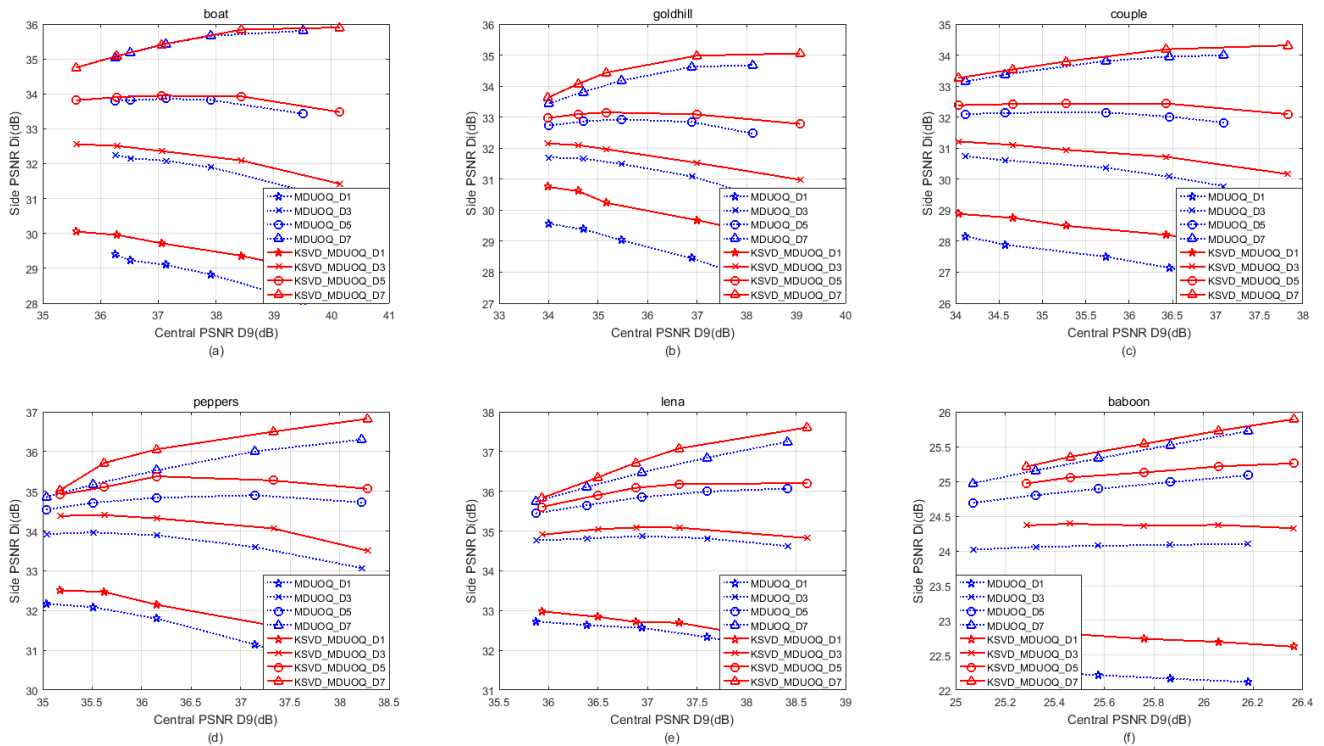 boat
Side PSNR Di(dB)
36
35
34
33
32
31
30
29
28
35
36
37
38
39
40
41
MDUOQ_D1
MDUOQ_D3
MDUOQ_D5
MDUOQ_D7
KSVD_MDUOQ_D1
KSVD_MDUOQ_D3
KSVD_MDUOQ_D5
KSVD_MDUOQ_D7
Central PSNR D9(dB)
(a)
goldhill
Side PSNR Di(dB)
36
35
34
33
32
31
30
29
28
27
33
34
35
36
37
38
39
40
MDUOQ_D1
MDUOQ_D3
MDUOQ_D5
MDUOQ_D7
KSVD_MDUOQ_D1
KSVD_MDUOQ_D3
KSVD_MDUOQ_D5
KSVD_MDUOQ_D7
Central PSNR D9(dB)
(b)
couple
Side PSNR Di(dB)
35
34
33
32
31
30
29
28
27
26
34
34.5
35
35.5
36
36.5
37
37.5
38
MDUOQ_D1
MDUOQ_D3
MDUOQ_D5
MDUOQ_D7
KSVD_MDUOQ_D1
KSVD_MDUOQ_D3
KSVD_MDUOQ_D5
KSVD_MDUOQ_D7
Central PSNR D9(dB)
(c)
peppers
Side PSNR Di(dB)
37
36
35
34
33
32
31
30
35
35.5
36
36.5
37
37.5
38
38.5
MDUOQ_D1
MDUOQ_D3
MDUOQ_D5
MDUOQ_D7
KSVD_MDUOQ_D1
KSVD_MDUOQ_D3
KSVD_MDUOQ_D5
KSVD_MDUOQ_D7
Central PSNR D9(dB)
(d)
lena
Side PSNR Di(dB)
38
37
36
35
34
33
32
31
35.5
36
36.5
37
37.5
38
38.5
39
MDUOQ_D1
MDUOQ_D3
MDUOQ_D5
MDUOQ_D7
KSVD_MDUOQ_D1
KSVD_MDUOQ_D3
KSVD_MDUOQ_D5
KSVD_MDUOQ_D7
Central PSNR D9(dB)
(e)
baboon
Side PSNR Di(dB)
26
25.5
25
24.5
24
23.5
23
22.5
22
25
25.2
25.4
25.6
25.8
26
26.2
26.4
MDUOQ_D1
MDUOQ_D3
MDUOQ_D5
MDUOQ_D7
KSVD_MDUOQ_D1
KSVD_MDUOQ_D3
KSVD_MDUOQ_D5
KSVD_MDUOQ_D7
Central PSNR D9(dB)
(f)